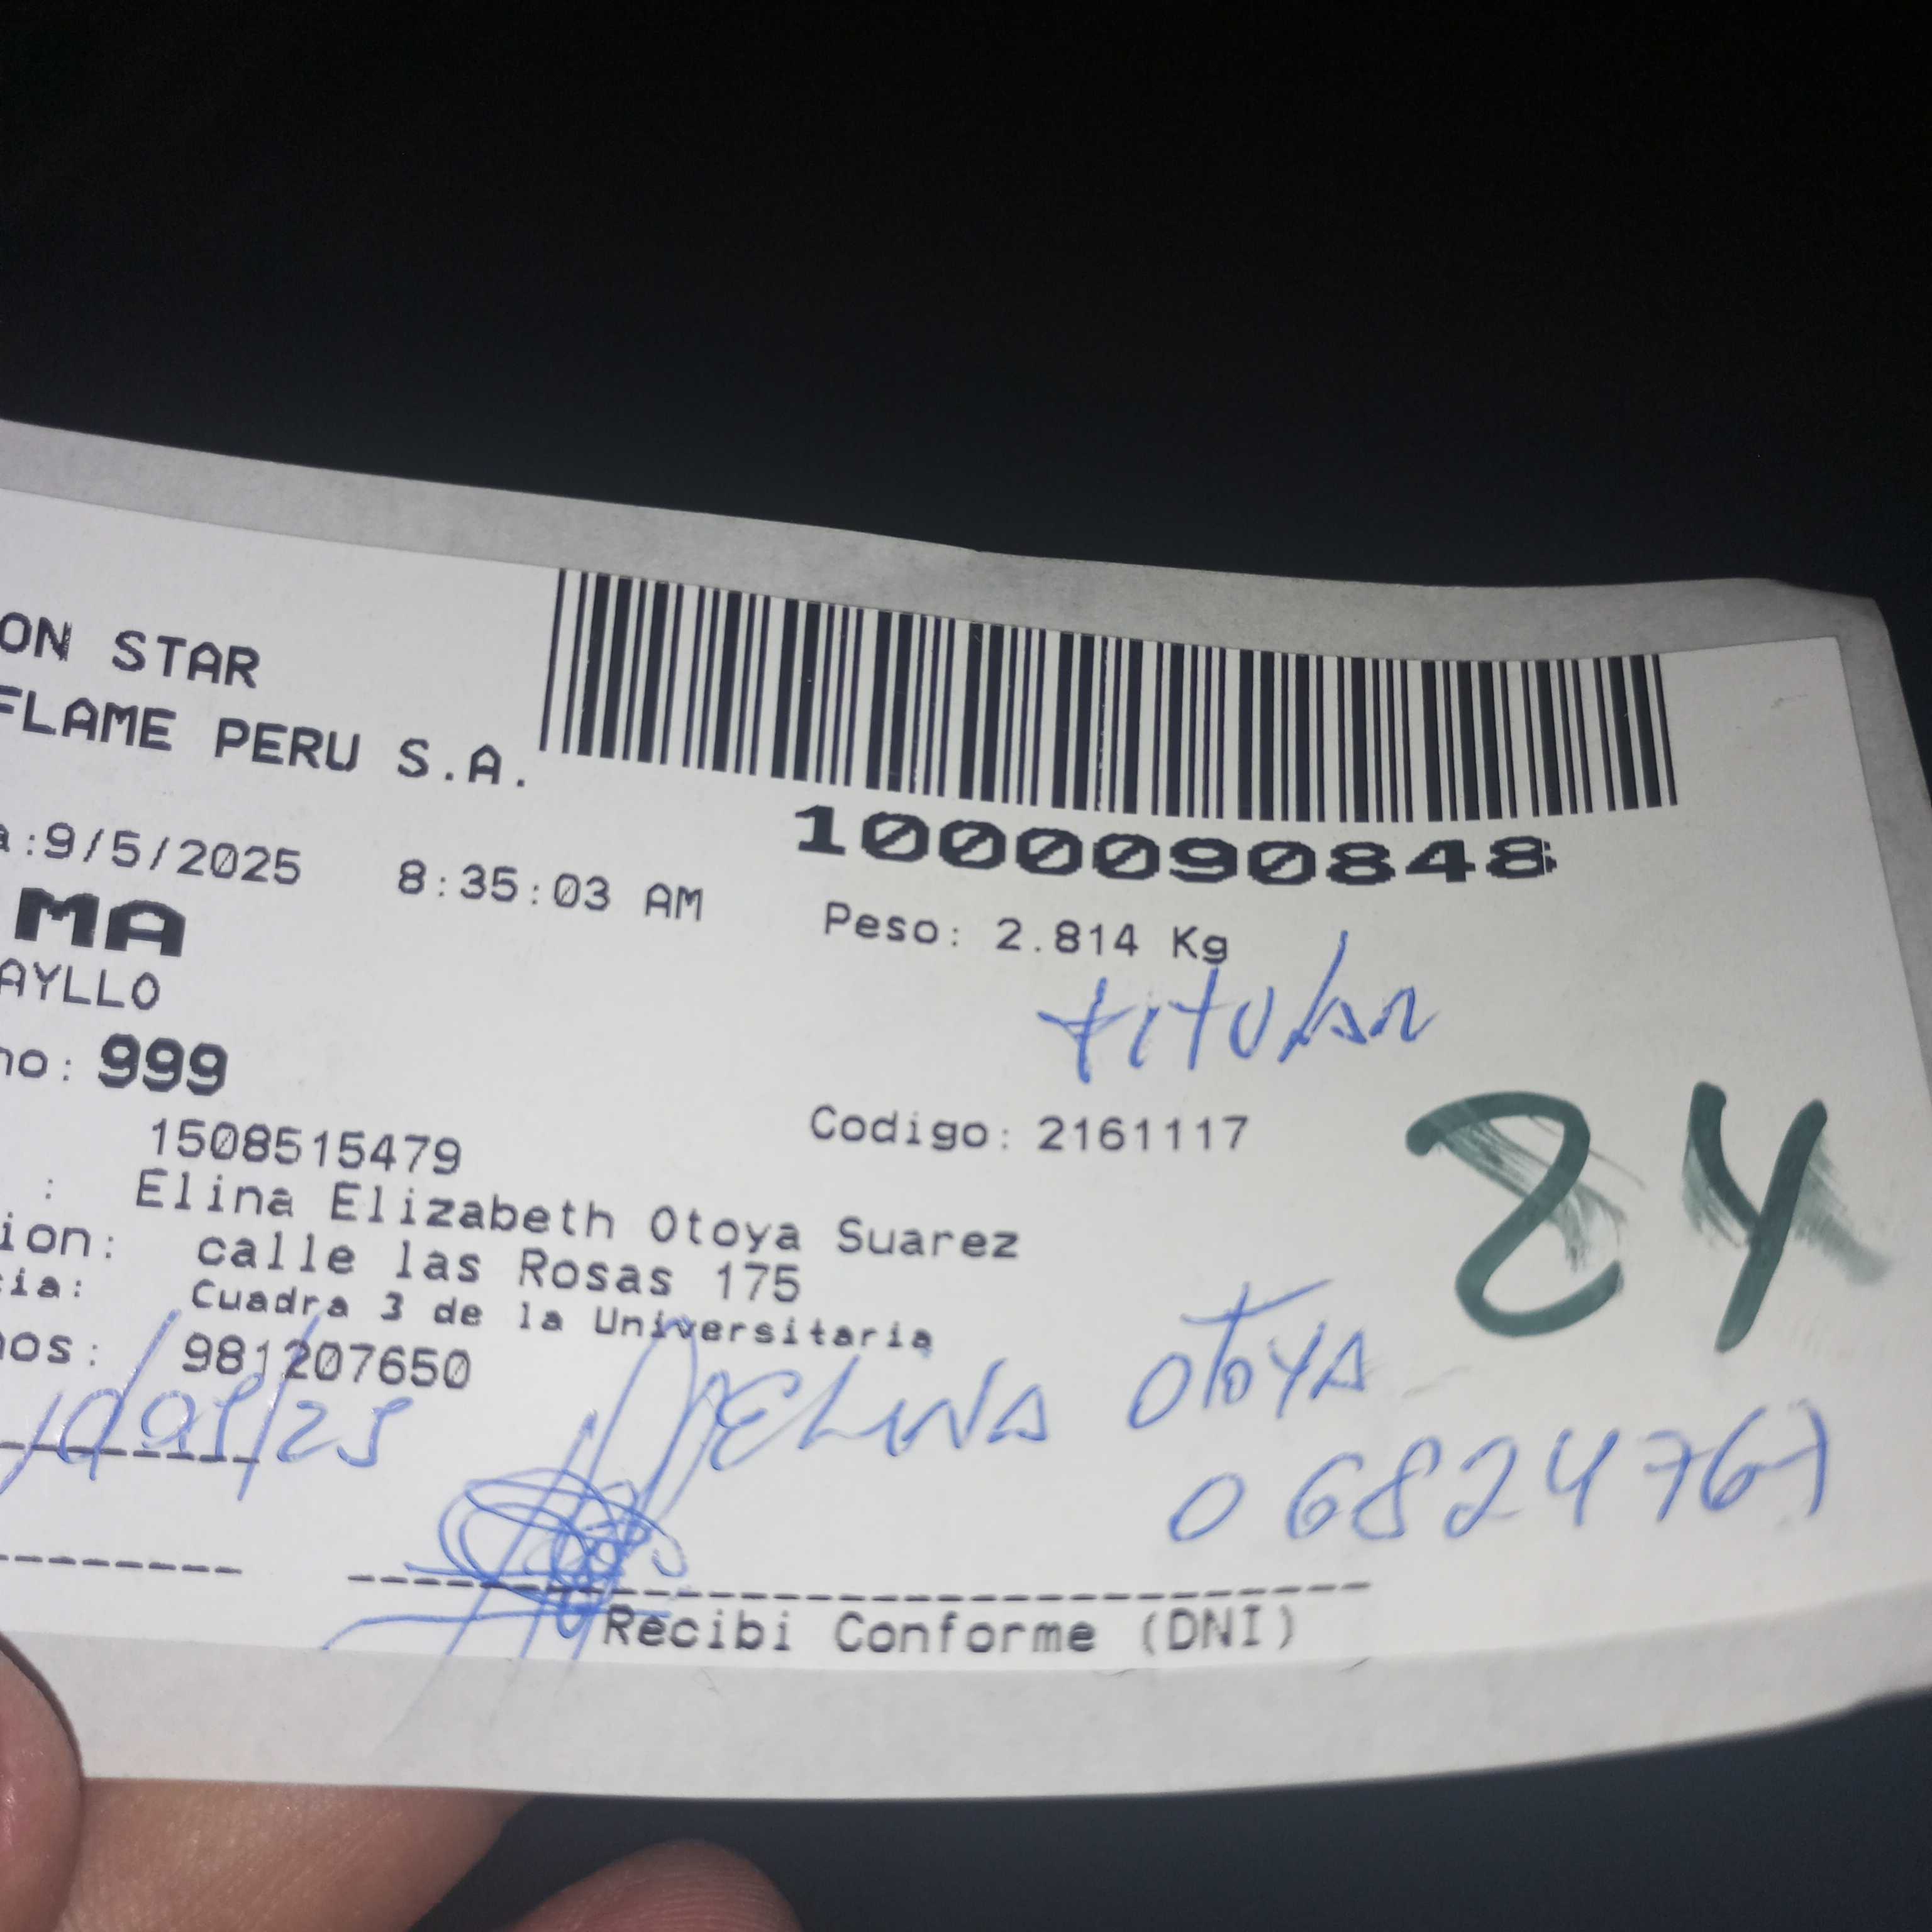 ON STAR
FLAME PERU S.A.
a:9/5/2025 8:35:03 AM
1000090848
MA
Peso: 2.814 Kg
AYLLO
titular
no: 999
1508515479
Codigo: 2161117
84
: Elina Elizabeth Otoya Suarez
ion: calle las Rosas 175
cia: Cuadra 3 de la Universitaria
nos: 981207650
ELINA OTOYA
06824767
Recibi Conforme (DNI)